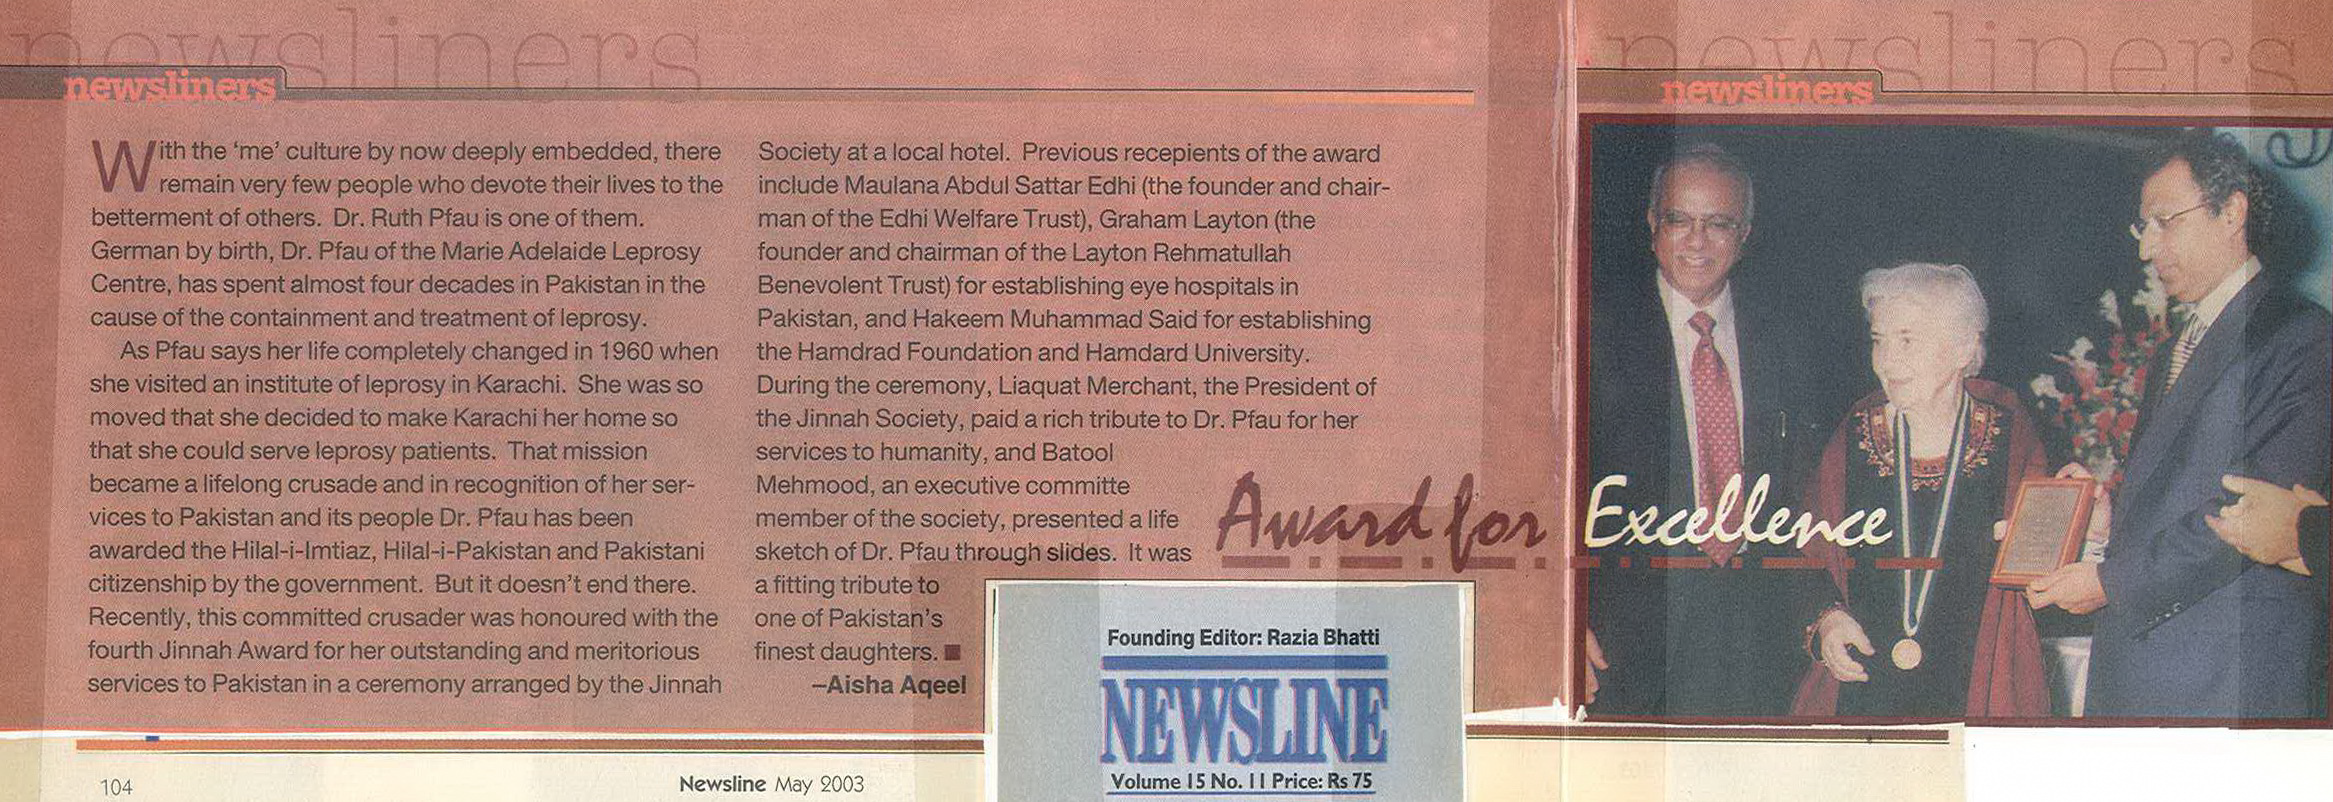 newsliners
newsliners
With the ‘me’ culture by now deeply embedded, there
remain very few people who devote their lives to the
betterment of others. Dr. Ruth Pfau is one of them.
German by birth, Dr. Pfau of the Marie Adelaide Leprosy
Centre, has spent almost four decades in Pakistan in the
cause of the containment and treatment of leprosy.
As Pfau says her life completely changed in 1960 when
she visited an institute of leprosy in Karachi. She was so
moved that she decided to make Karachi her home so
that she could serve leprosy patients. That mission
became a lifelong crusade and in recognition of her ser-
vices to Pakistan and its people Dr. Pfau has been
awarded the Hilal-i-Imtiaz, Hilal-i-Pakistan and Pakistani
citizenship by the government. But it doesn’t end there.
Recently, this committed crusader was honoured with the
fourth Jinnah Award for her outstanding and meritorious
services to Pakistan in a ceremony arranged by the Jinnah
Society at a local hotel. Previous recepients of the award
include Maulana Abdul Sattar Edhi (the founder and chair-
man of the Edhi Welfare Trust), Graham Layton (the
founder and chairman of the Layton Rehmatullah
Benevolent Trust) for establishing eye hospitals in
Pakistan, and Hakeem Muhammad Said for establishing
the Hamdrad Foundation and Hamdard University.
During the ceremony, Liaquat Merchant, the President of
the Jinnah Society, paid a rich tribute to Dr. Pfau for her
services to humanity, and Batool
Mehmood, an executive committe
member of the society, presented a life
sketch of Dr. Pfau through slides. It was
a fitting tribute to
one of Pakistan’s
finest daughters. ■
–Aisha Aqeel
newsliners
newsliners
Award for Excellence
Founding Editor: Razia Bhatti
NEWSLINE
Volume 15 No. 11 Price: Rs 75
104
Newsline May 2003